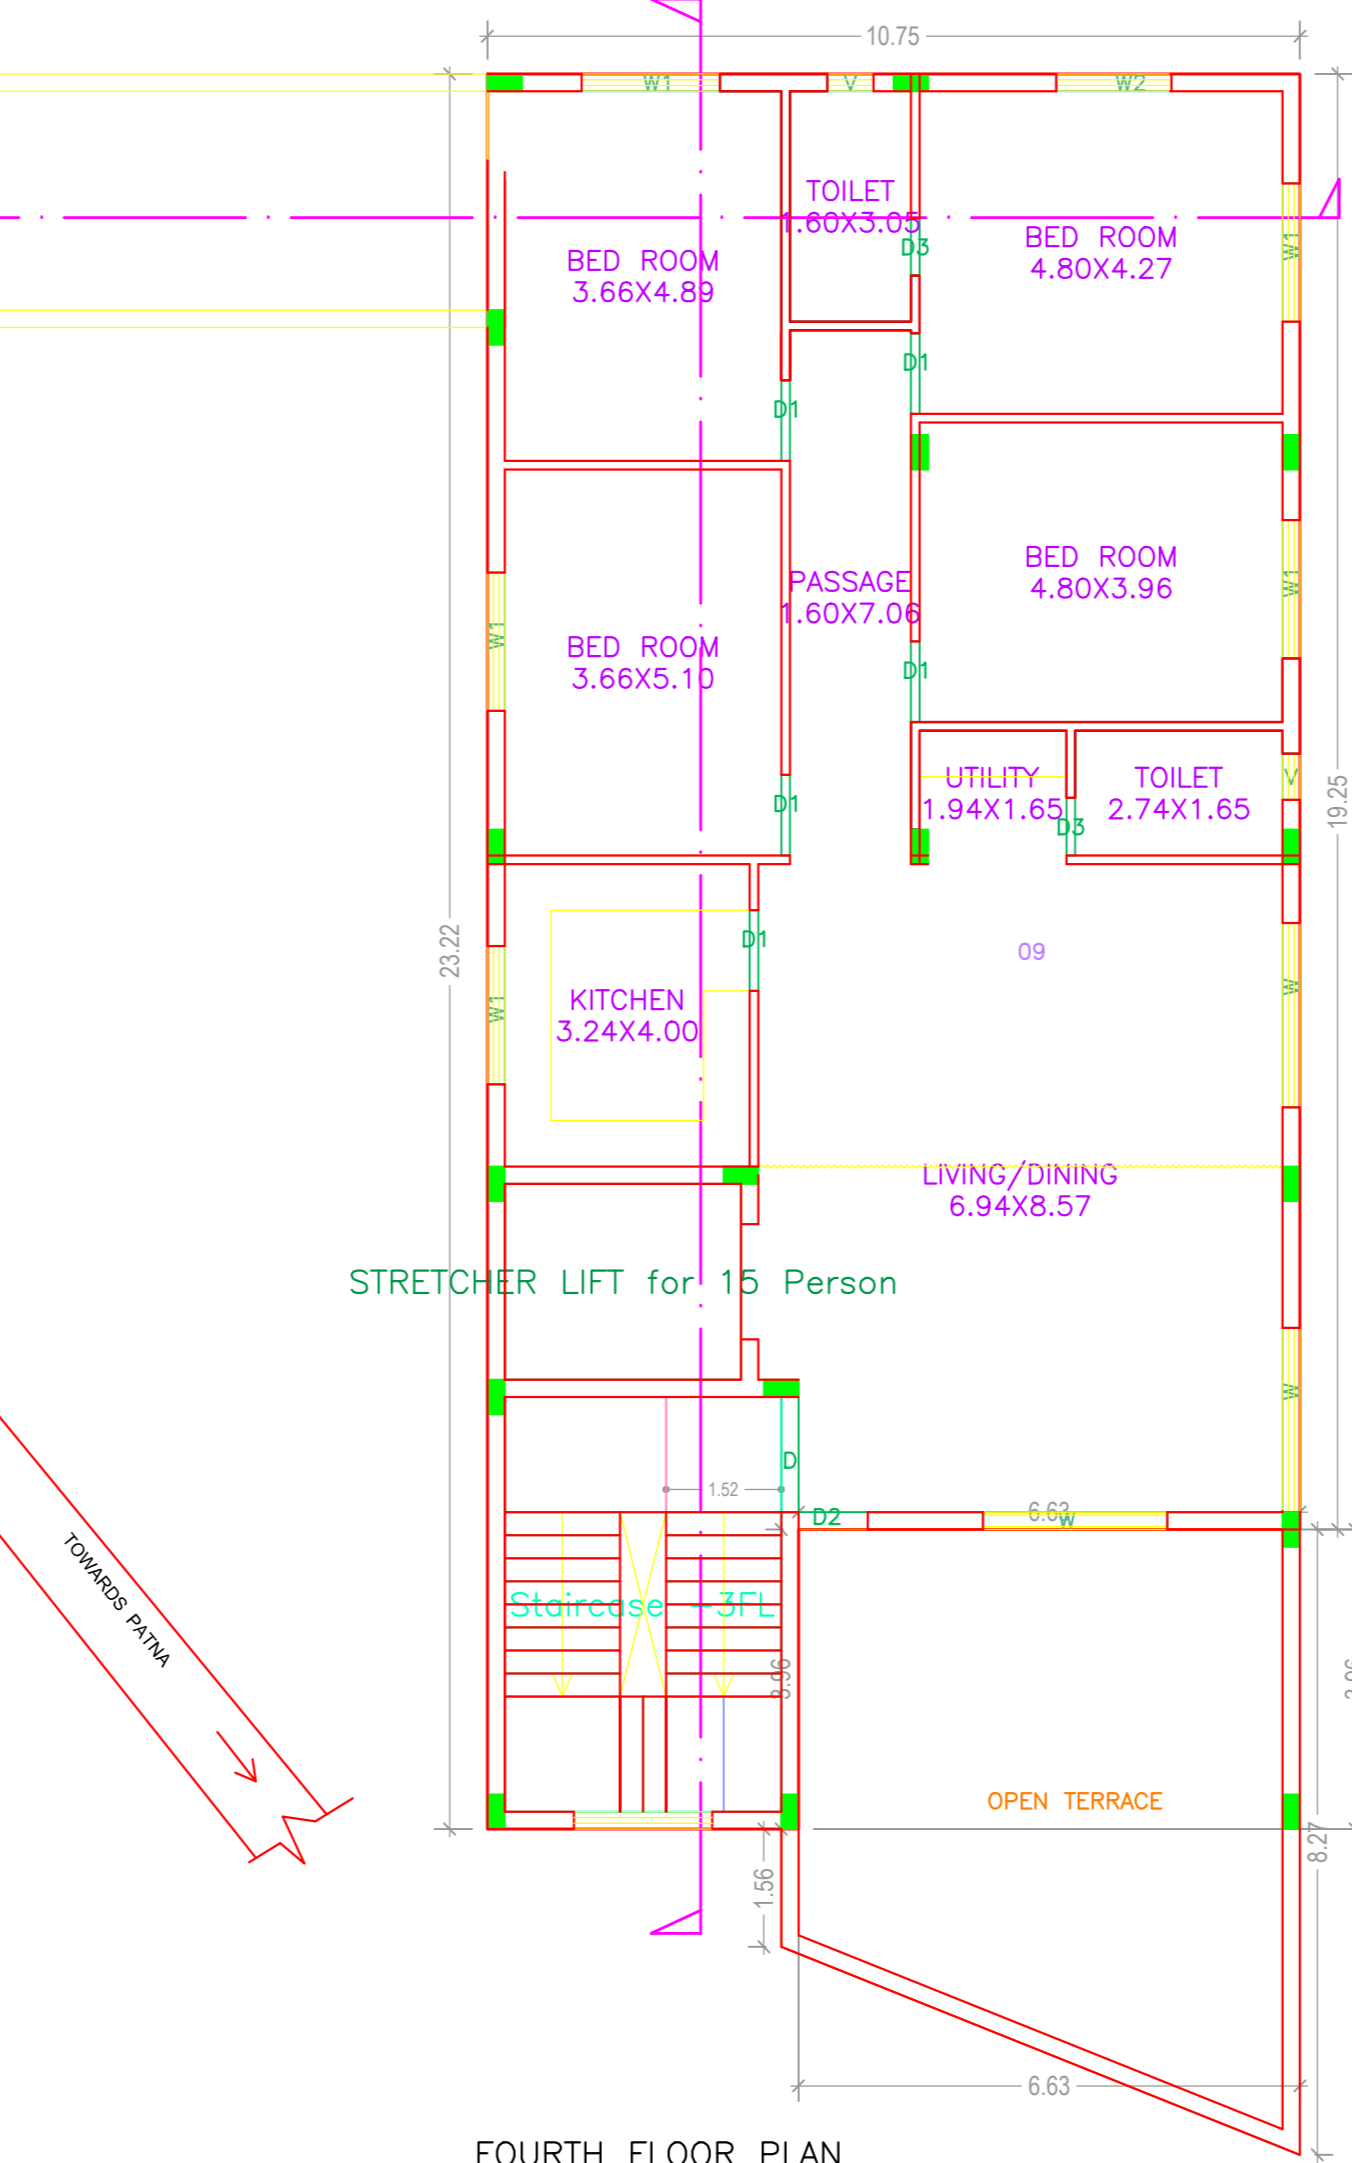 10.75
W1
V
W2
TOILET
1.60X3.05
BED ROOM
4.80X4.27
D3
W1
BED ROOM
3.66X4.89
D1
D1
BED ROOM
4.80X3.96
W1
PASSAGE
1.60X7.06
W1
BED ROOM
3.66X5.10
D1
UTILITY
1.94X1.65
TOILET
2.74X1.65
V
19.25
D1
D3
23.22
D1
09
W1
KITCHEN
3.24X4.00
W
LIVING/DINING
6.94X8.57
STRETCHER LIFT for 15 Person
W
D
1.52
D2
6.63
W
Staircase -3FL
TOWARDS PATNA
3.96
3.96
OPEN TERRACE
8.27
1.56
6.63
FOURTH FLOOR PLAN